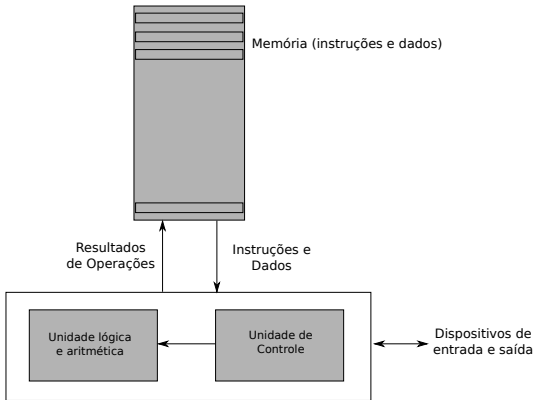 Memória (instruções e dados)
Resultados
de Operações
Instruções e
Dados
Unidade lógica
e aritmética
Unidade de
Controle
Dispositivos de
entrada e saída